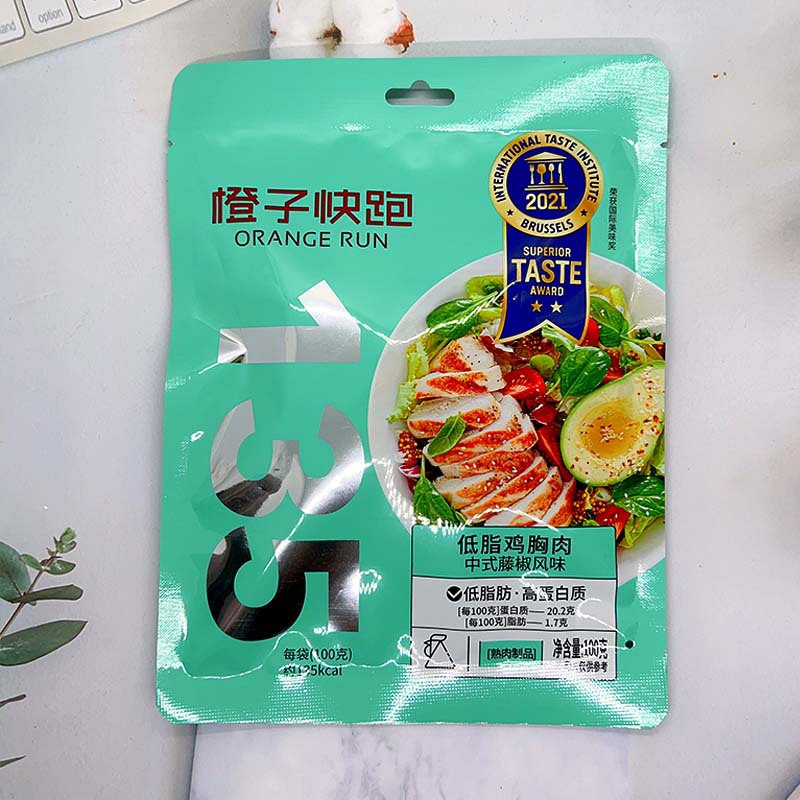 option
橙子快跑
ORANGE RUN
INTERNATIONAL TASTE INSTITUTE
2021
BRUSSELS
SUPERIOR
TASTE
AWARD
荣获国际美味奖
135
低脂鸡胸肉
中式藤椒风味
低脂肪·高蛋白质
[每100克]蛋白质——20.2克
[每100克]脂肪——1.7克
[熟肉制品]
净含量:100克
仅供参考
每袋(100克)
约135kcal